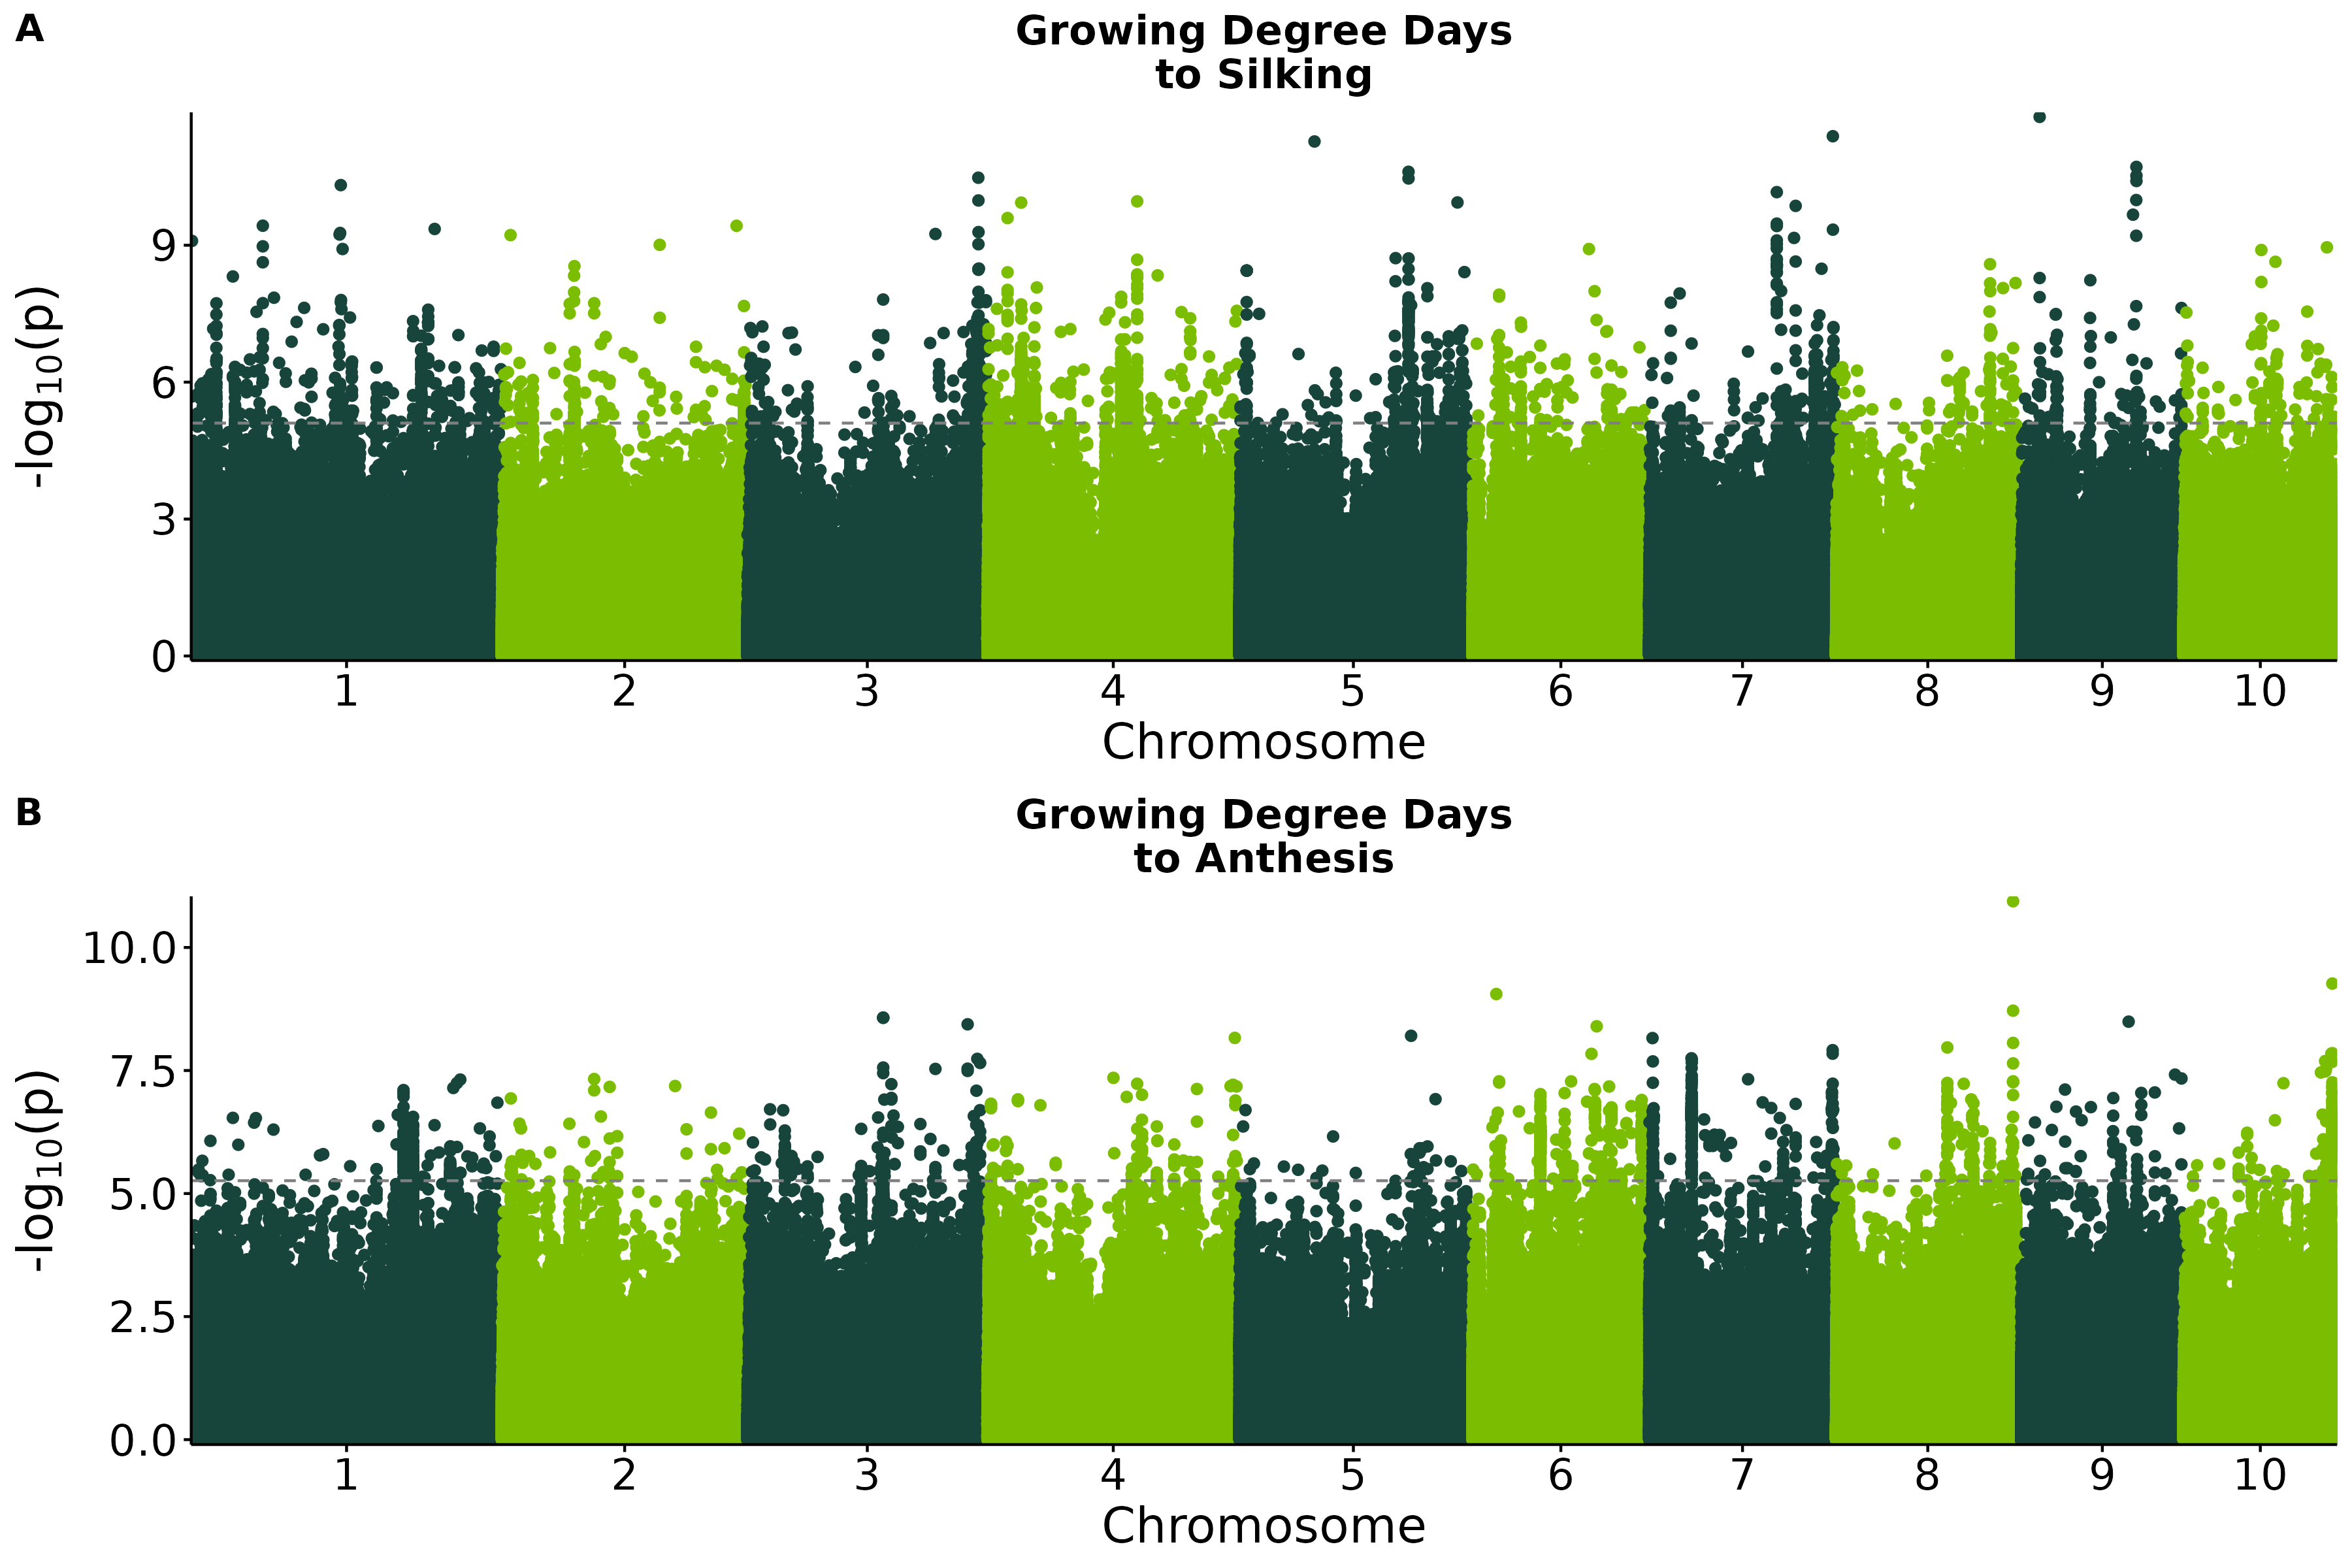 A
Growing Degree Days
to Silking
-log10(p)
9
6
3
0
1 2 3 4 5 6 7 8 9 10
Chromosome
B
Growing Degree Days
to Anthesis
-log10(p)
10.0
7.5
5.0
2.5
0.0
1 2 3 4 5 6 7 8 9 10
Chromosome